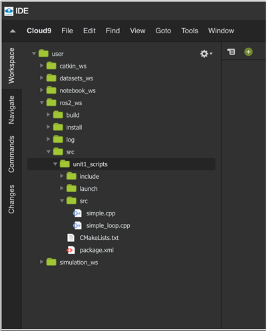 IDE
Cloud9 File Edit Find View Goto Tools Window
Workspace
Navigate
Commands
Changes
user
catkin_ws
datasets_ws
notebook_ws
ros2_ws
build
install
log
src
unit1_scripts
include
launch
src
simple.cpp
simple_loop.cpp
CMakeLists.txt
package.xml
simulation_ws